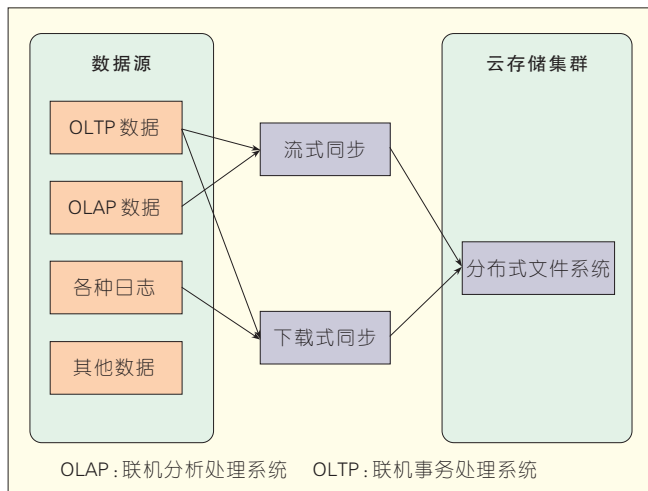 数据源
云存储集群
OLTP 数据
流式同步
OLAP 数据
分布式文件系统
各种日志
下载式同步
其他数据
OLAP：联机分析处理系统 OLTP：联机事务处理系统